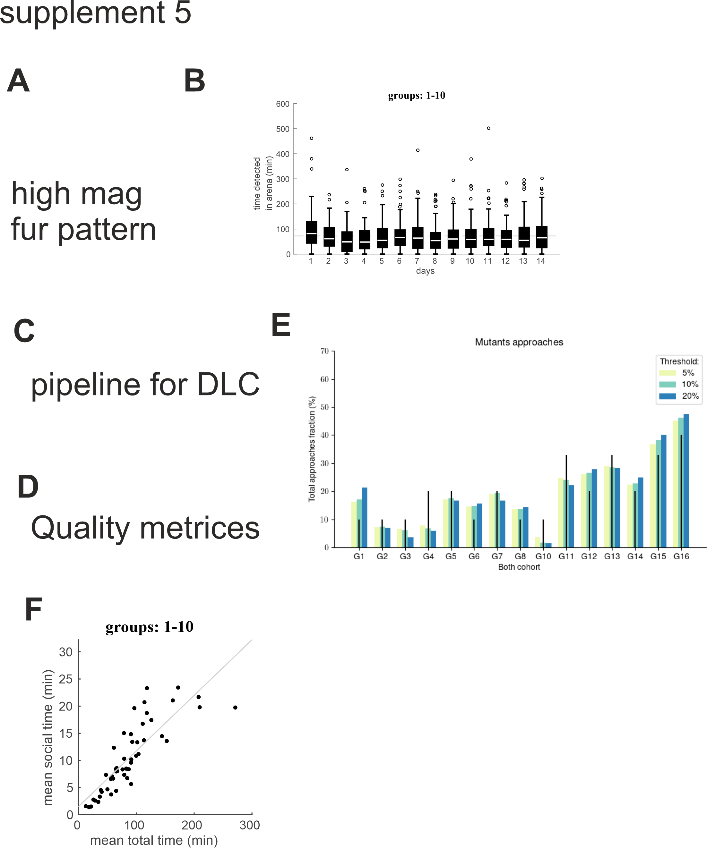 supplement 5
A
B
groups: 1-10
time detected
in arena (min)
600
500
400
300
200
100
0
1 2 3 4 5 6 7 8 9 10 11 12 13 14
days
high mag
fur pattern
C
pipeline for DLC
D
Quality metrices
E
Mutants approaches
Total approaches fraction (%)
70
60
50
40
30
20
10
0
Threshold:
5%
10%
20%
G1 G2 G3 G4 G5 G6 G7 G8 G10 G11 G12 G13 G14 G15 G16
Both cohort
F
groups: 1-10
mean social time (min)
30
25
20
15
10
5
0
0 100 200 300
mean total time (min)